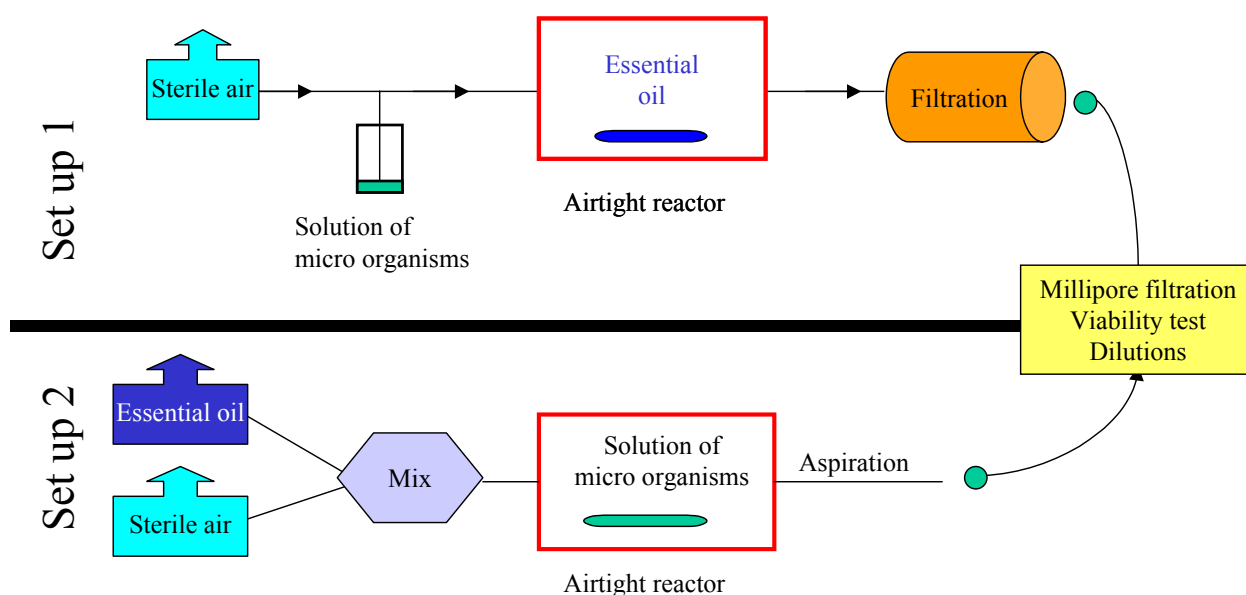 Set up 1
Sterile air
Solution of
micro organisms
Essential
oil
Airtight reactor
Filtration
Millipore filtration
Viability test
Dilutions
Set up 2
Essential oil
Sterile air
Mix
Solution of
micro organisms
Airtight reactor
Aspiration